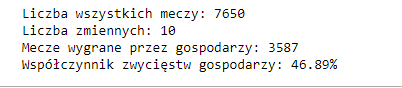 Liczba wszystkich meczy: 7650
Liczba zmiennych: 10
Mecze wygrane przez gospodarzy: 3587
Współczynnik zwycięstw gospodarzy: 46.89%